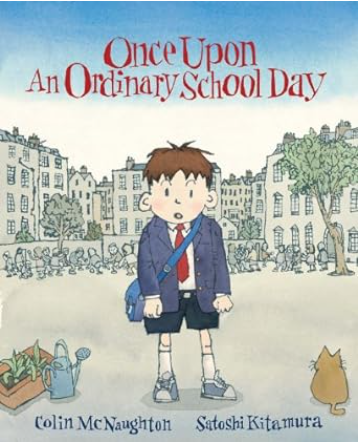 Once Upon
An Ordinary School Day
Colin McNaughton Satoshi Kitamura